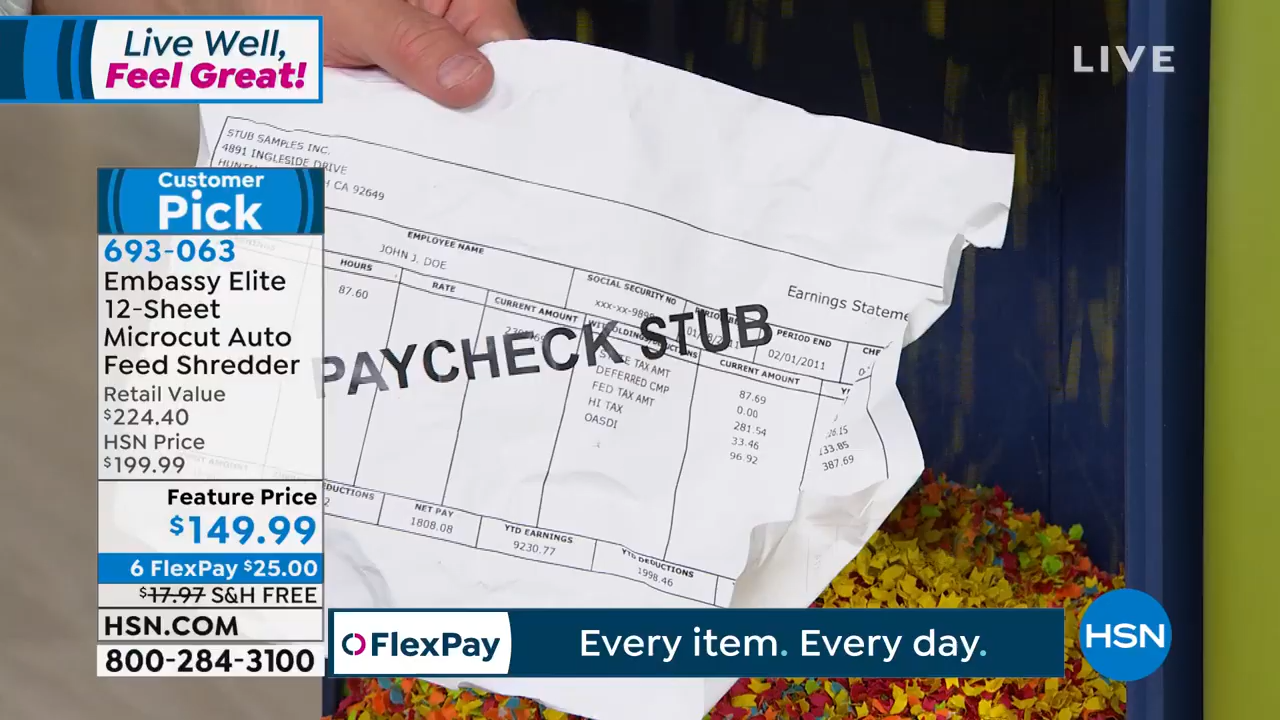 Live Well,
Feel Great!
LIVE
Customer
Pick
693-063
Embassy Elite
12-Sheet
Microcut Auto
Feed Shredder
Retail Value
$224.40
HSN Price
$199.99
Feature Price
$149.99
6 FlexPay $25.00
$17.97 S&H FREE
HSN.COM
800-284-3100
STUB SAMPLES INC.
4891 INGLESIDE DRIVE
CA 92649
EMPLOYEE NAME
JOHN J. DOE
SOCIAL SECURITY NO
Earnings Stateme
HOURS
RATE
CURRENT AMOUNT
PERIOD END
87.60
02/01/2011
PAYCHECK STUB
CURRENT AMOUNT
TAX AMT
DEFERRED CMP
FED TAX AMT
HI TAX
OASDI
87.69
0.00
281.54
33.46
96.92
26.15
133.85
387.69
DUCTIONS
NET PAY
1808.08
YTD EARNINGS
9230.77
YTD DEDUCTIONS
1998.46
FlexPay
Every item. Every day.
HSN